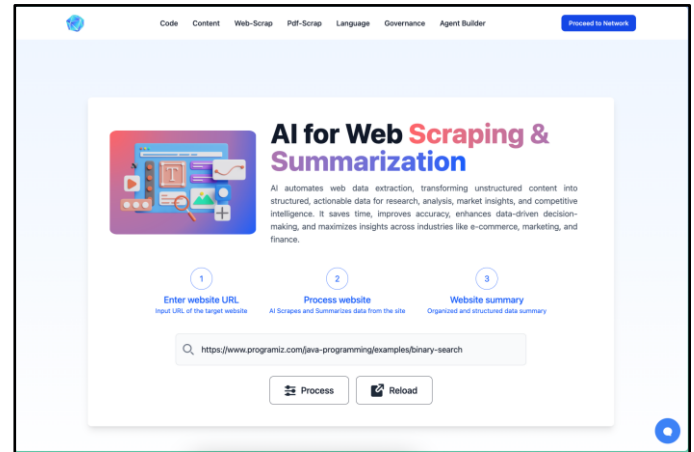 Code Content Web-Scrap Pdf-Scrap Language Governance Agent Builder Proceed to Network
AI for Web Scraping &
Summarization
AI automates web data extraction, transforming unstructured content into
structured, actionable data for research, analysis, market insights, and competitive
intelligence. It saves time, improves accuracy, enhances data-driven decision-
making, and maximizes insights across industries like e-commerce, marketing, and
finance.
1 2 3
Enter website URL Process website Website summary
Input URL of the target website AI Scrapes and Summarizes data from the site Organized and structured data summary
https://www.programiz.com/java-programming/examples/binary-search
Process Reload